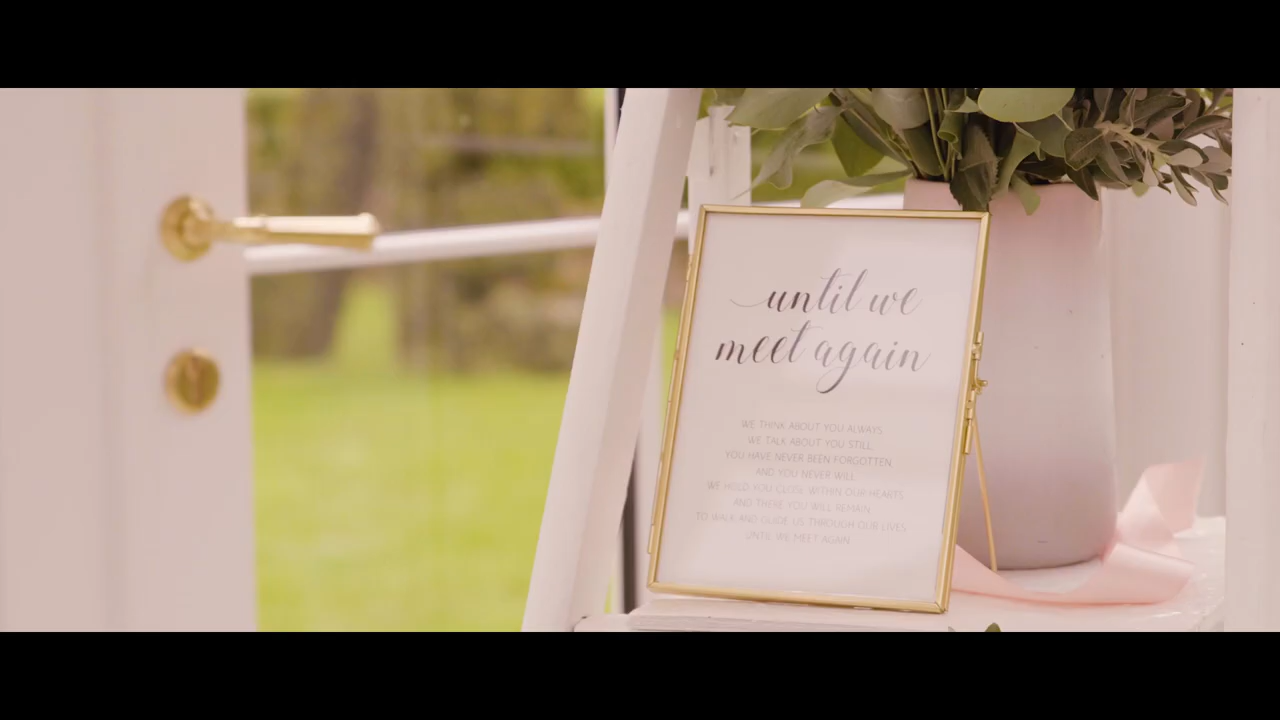 until we
meet again
WE THINK ABOUT YOU ALWAYS
WE TALK ABOUT YOU STILL
YOU HAVE NEVER BEEN FORGOTTEN
AND YOU NEVER WILL
WE HOLD YOU CLOSE WITHIN OUR HEARTS
AND THERE YOU WILL REMAIN
TO WALK AND GUIDE US THROUGH OUR LIVES
UNTIL WE MEET AGAIN